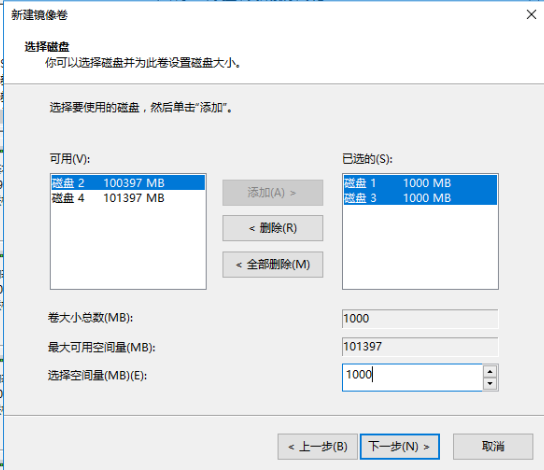 新建镜像卷
选择磁盘
你可以选择磁盘并为此卷设置磁盘大小。
选择要使用的磁盘，然后单击“添加”。
可用(V):
已选的(S):
磁盘 2 100397 MB
磁盘 4 101397 MB
添加(A) >
< 删除(R)
< 全部删除(M)
磁盘 1 1000 MB
磁盘 3 1000 MB
卷大小总数(MB): 1000
最大可用空间量(MB): 101397
选择空间量(MB)(E): 1000
< 上一步(B) 下一步(N) > 取消